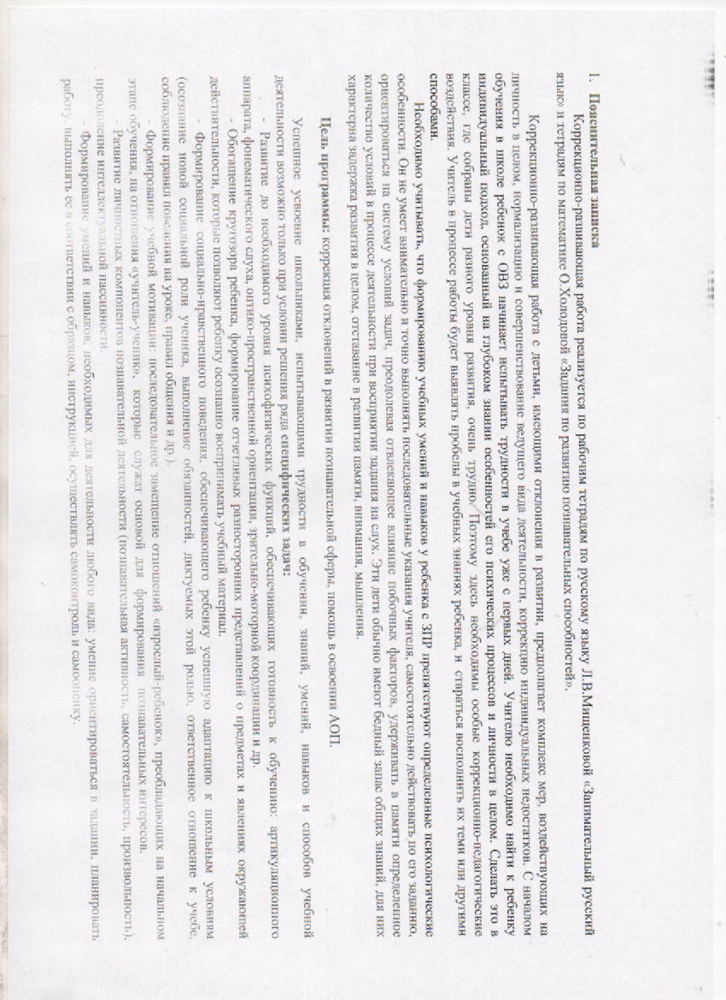 1. Пояснительная записка
Коррекционно-развивающая работа реализуется по рабочим тетрадям по русскому языку Л.В.Мищенковой «Занимательный русский
язык» и тетрадям по математике О.Холодовой «Задания по развитию познавательных способностей».
Коррекционно-развивающая работа с детьми, имеющими отклонения в развитии, предполагает комплекс мер, воздействующих на
личность в целом, нормализацию и совершенствование ведущего вида деятельности, коррекцию индивидуальных недостатков. С началом
обучения в школе ребенок с ОВЗ начинает испытывать трудности в учебе уже с первых дней. Учителю необходимо найти к ребенку
индивидуальный подход, основанный на глубоком знании особенностей его психических процессов и личности в целом. Сделать это в
классе, где собраны дети разного уровня развития, очень трудно. Поэтому здесь необходимы особые коррекционно-педагогические
воздействия. Учитель в процессе работы будет выявлять пробелы в учебных знаниях ребенка, и стараться восполнить их теми или другими
способами.
Необходимо учитывать, что формированию учебных умений и навыков у ребенка с ЗПР препятствуют определенные психологические
особенности. Он не умеет внимательно и точно выполнять последовательные указания учителя, самостоятельно действовать по его заданию,
ориентироваться на систему условий задач, преодолевая отвлекающее влияние побочных факторов, удерживать в памяти определенное
количество условий в процессе деятельности при восприятии задания на слух. Эти дети обычно имеют бедный запас общих знаний, для них
характерна задержка развития в целом, отставание в развитии памяти, внимания, мышления.
Цель программы: коррекция отклонений в развитии познавательной сферы, помощь в освоении АОП.
Успешное усвоение школьниками, испытывающими трудности в обучении, знаний, умений, навыков и способов учебной
деятельности возможно только при условии решения ряда специфических задач:
- Развитие до необходимого уровня психофизических функций, обеспечивающих готовность к обучению: артикуляционного
аппарата, фонематического слуха, оптико-пространственной ориентации, зрительно-моторной координации и др.
- Обогащение кругозора ребенка, формирование отчетливых разносторонних представлений о предметах и явлениях окружающей
действительности, которые позволяют ребенку осознанно воспринимать учебный материал.
- Формирование социально-нравственного поведения, обеспечивающего ребенку успешную адаптацию к школьным условиям
(осознание новой социальной роли ученика, выполнение обязанностей, диктуемых этой ролью, ответственное отношение к учебе,
соблюдение правил поведения на уроке, правил общения и др.).
- Формирование учебной мотивации: последовательное замещение отношений «взрослый-ребенок», преобладающих на начальном
этапе обучения, на отношения «учитель-ученик», которые служат основой для формирования познавательных интересов.
- Развитие личностных компонентов познавательной деятельности (познавательная активность, самостоятельность, произвольность),
преодоление интеллектуальной пассивности.
- Формирование умений и навыков, необходимых для деятельности любого вида: умение ориентироваться в задании, планировать
работу, выполнять ее в соответствии с образцом, инструкцией, осуществлять самоконтроль и самооценку.